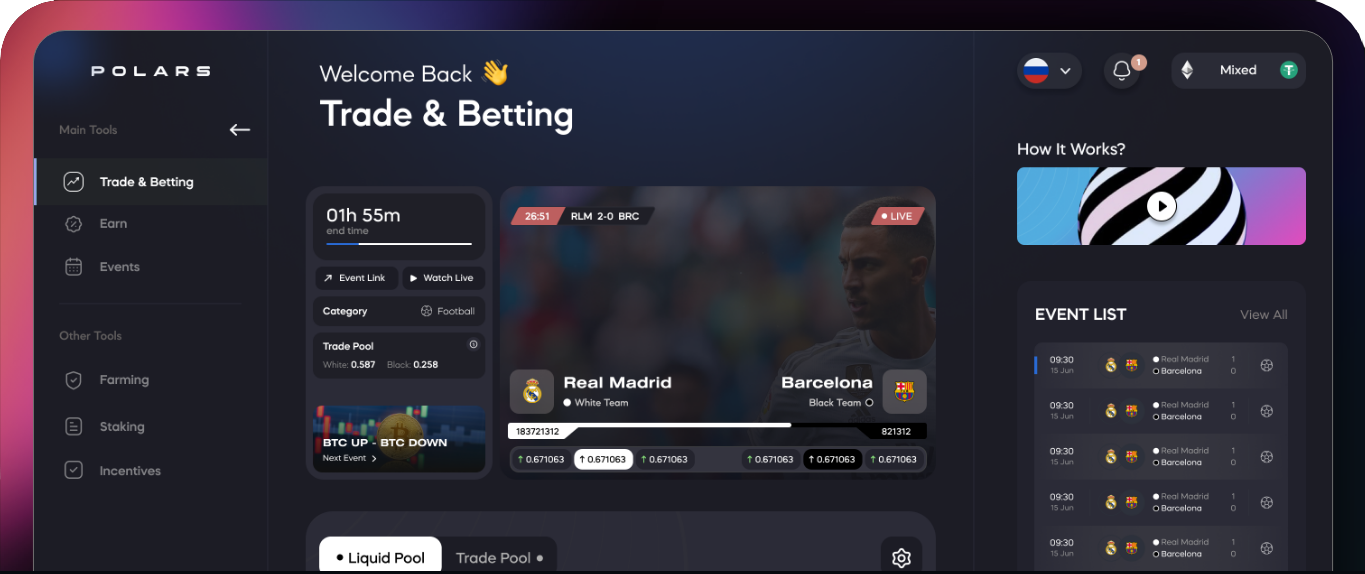 POLARS
Main Tools
Trade & Betting
Earn
Events
Other Tools
Farming
Staking
Incentives
Welcome Back 👋
Trade & Betting
01h 55m
end time
Event Link
Watch Live
Category
Football
Trade Pool
White: 0.587 Black: 0.258
BTC UP - BTC DOWN
Next Event
26:51 RLM 2-0 BRC
LIVE
Real Madrid
White Team
Barcelona
Black Team
183721312
821312
↑ 0.671063 ↑ 0.671063 ↑ 0.671063
↑ 0.671063 ↑ 0.671063 ↑ 0.671063
Liquid Pool
Trade Pool
1
Mixed
How It Works?
EVENT LIST
View All
09:30 Real Madrid 1
15 Jun Barcelona 0
09:30 Real Madrid 1
15 Jun Barcelona 0
09:30 Real Madrid 1
15 Jun Barcelona 0
09:30 Real Madrid 1
15 Jun Barcelona 0
09:30 Real Madrid 1
15 Jun Barcelona 0